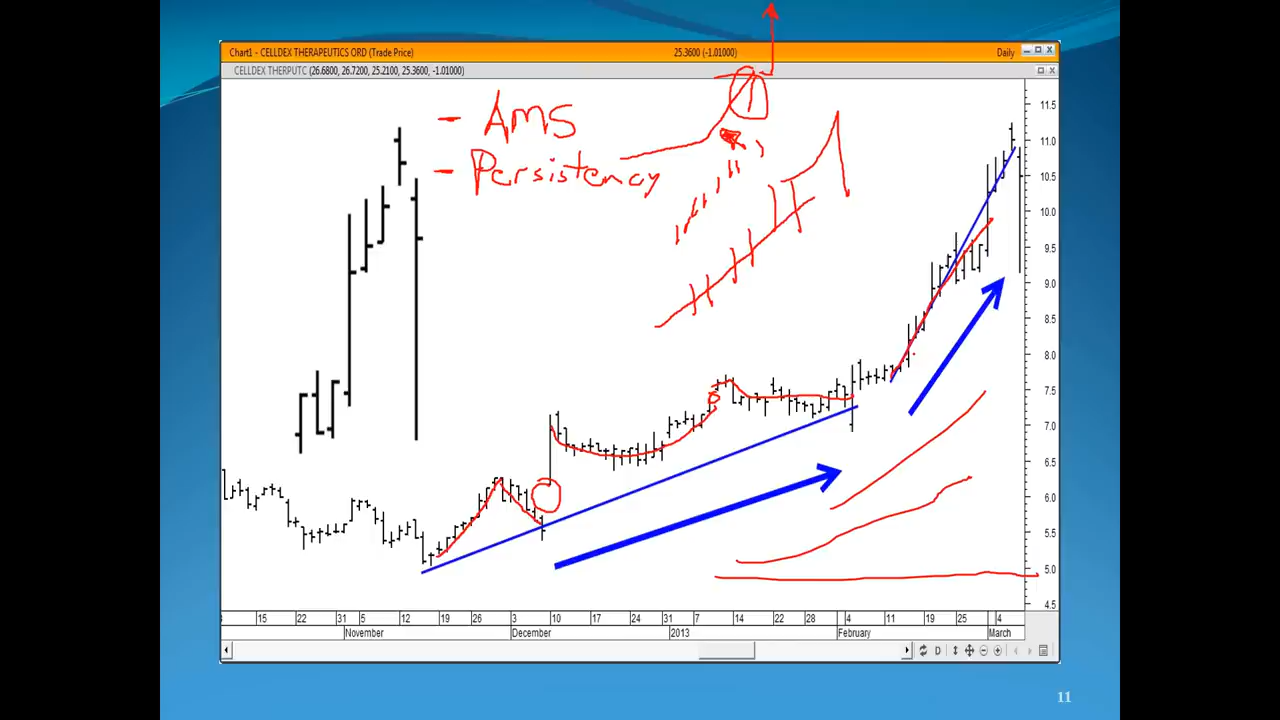 Chart1 - CELLDEX THERAPEUTICS ORD (Trade Price) 25.3600 (-1.01000) Daily
CELLDEX THERPUTC (26.6800, 26.7200, 25.2100, 25.3600, -1.01000)
- AMS
- Persistency
11.5
11.0
10.5
10.0
9.5
9.0
8.5
8.0
7.5
7.0
6.5
6.0
5.5
5.0
4.5
15 22 31 5 12 19 26 3 10 17 24 31 7 14 22 28 4 11 19 25 4
November December 2013 February March
D
11